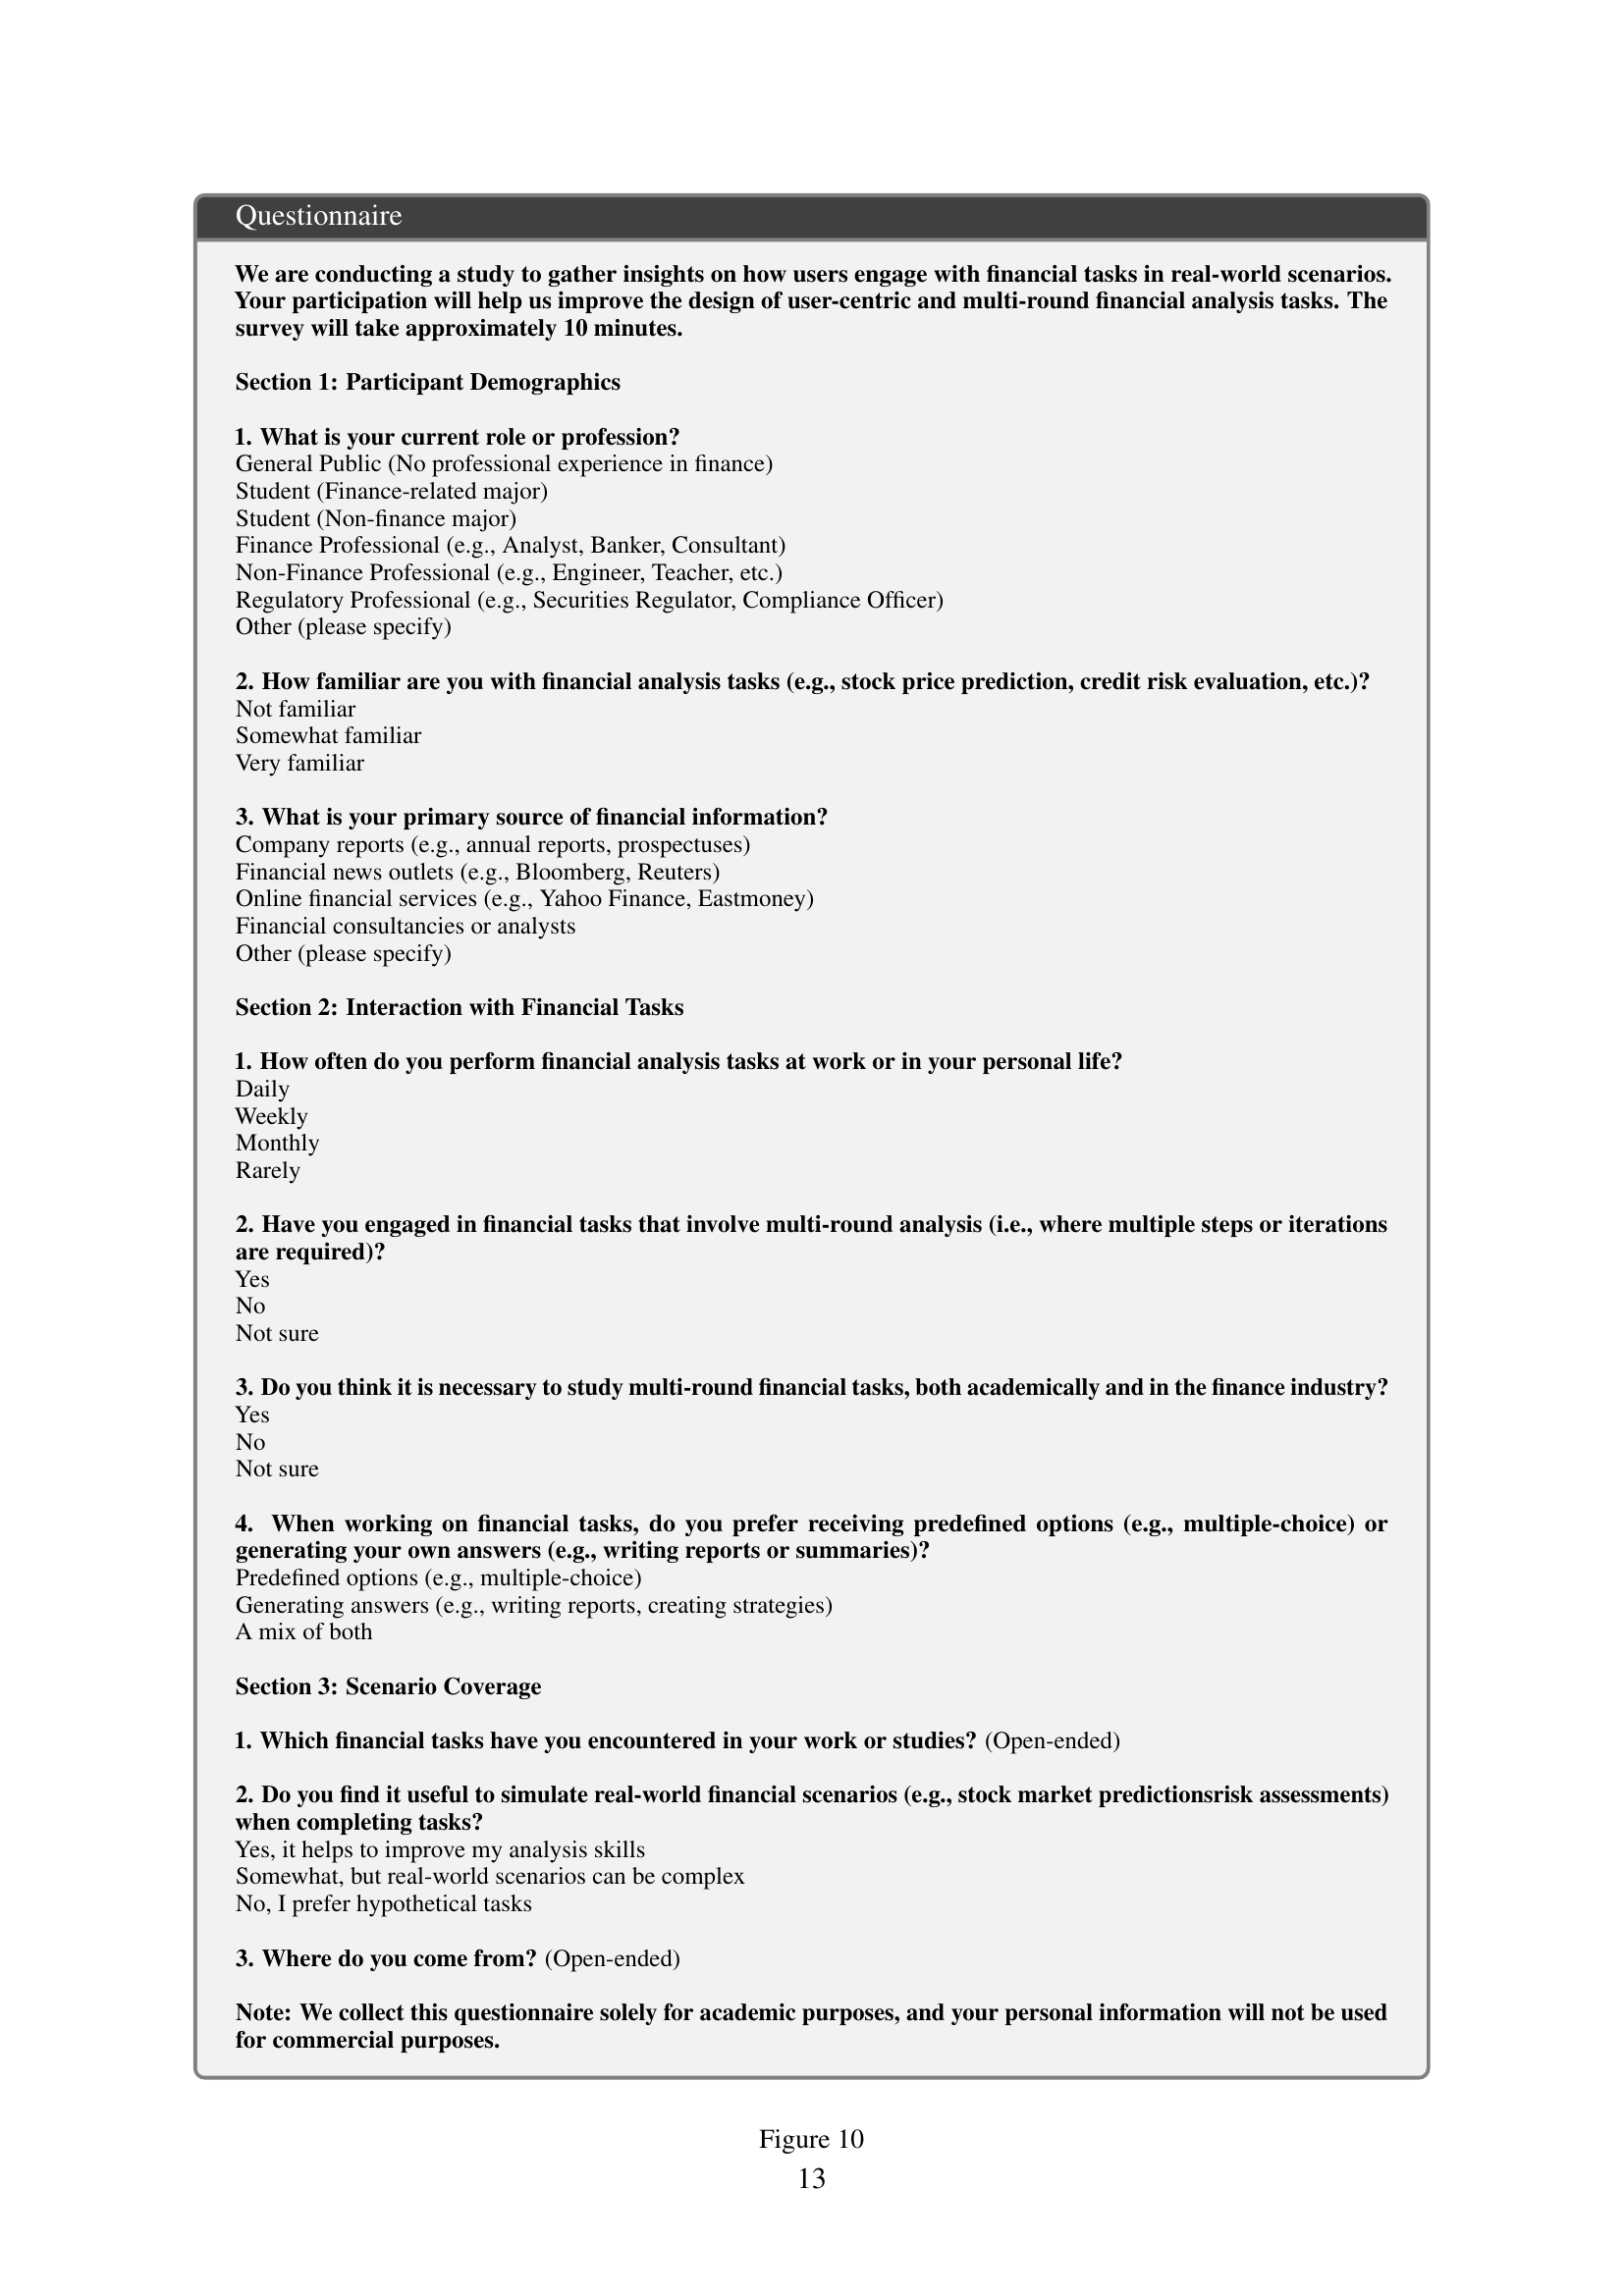 Questionnaire
We are conducting a study to gather insights on how users engage with financial tasks in real-world scenarios.
Your participation will help us improve the design of user-centric and multi-round financial analysis tasks. The
survey will take approximately 10 minutes.
Section 1: Participant Demographics
1. What is your current role or profession?
General Public (No professional experience in finance)
Student (Finance-related major)
Student (Non-finance major)
Finance Professional (e.g., Analyst, Banker, Consultant)
Non-Finance Professional (e.g., Engineer, Teacher, etc.)
Regulatory Professional (e.g., Securities Regulator, Compliance Officer)
Other (please specify)
2. How familiar are you with financial analysis tasks (e.g., stock price prediction, credit risk evaluation, etc.)?
Not familiar
Somewhat familiar
Very familiar
3. What is your primary source of financial information?
Company reports (e.g., annual reports, prospectuses)
Financial news outlets (e.g., Bloomberg, Reuters)
Online financial services (e.g., Yahoo Finance, Eastmoney)
Financial consultancies or analysts
Other (please specify)
Section 2: Interaction with Financial Tasks
1. How often do you perform financial analysis tasks at work or in your personal life?
Daily
Weekly
Monthly
Rarely
2. Have you engaged in financial tasks that involve multi-round analysis (i.e., where multiple steps or iterations
are required)?
Yes
No
Not sure
3. Do you think it is necessary to study multi-round financial tasks, both academically and in the finance industry?
Yes
No
Not sure
4. When working on financial tasks, do you prefer receiving predefined options (e.g., multiple-choice) or
generating your own answers (e.g., writing reports or summaries)?
Predefined options (e.g., multiple-choice)
Generating answers (e.g., writing reports, creating strategies)
A mix of both
Section 3: Scenario Coverage
1. Which financial tasks have you encountered in your work or studies? (Open-ended)
2. Do you find it useful to simulate real-world financial scenarios (e.g., stock market predictionsrisk assessments)
when completing tasks?
Yes, it helps to improve my analysis skills
Somewhat, but real-world scenarios can be complex
No, I prefer hypothetical tasks
3. Where do you come from? (Open-ended)
Note: We collect this questionnaire solely for academic purposes, and your personal information will not be used
for commercial purposes.
Figure 10
13